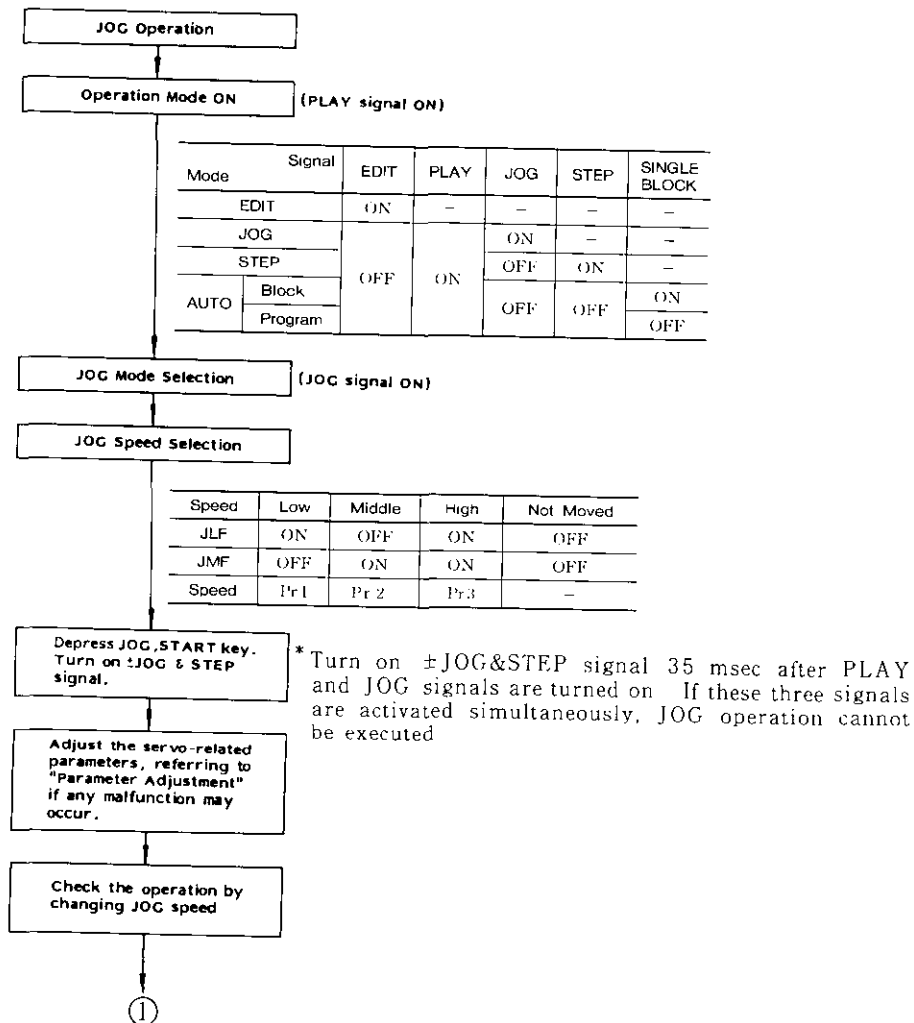 JOG Operation
Operation Mode ON (PLAY signal ON)
Signal
Mode EDIT PLAY JOG STEP SINGLE BLOCK
EDIT ON – – – –
JOG ON – –
STEP OFF ON OFF ON –
AUTO Block OFF OFF ON
Program OFF
JOG Mode Selection (JOG signal ON)
JOG Speed Selection
Speed Low Middle High Not Moved
JLF ON OFF ON OFF
JMF OFF ON ON OFF
Speed Pr1 Pr2 Pr3 –
Depress JOG,START key.
Turn on ±JOG & STEP
signal.
* Turn on ±JOG&STEP signal 35 msec after PLAY
and JOG signals are turned on If these three signals
are activated simultaneously, JOG operation cannot
be executed
Adjust the servo-related
parameters, referring to
"Parameter Adjustment"
if any malfunction may
occur.
Check the operation by
changing JOG speed
①